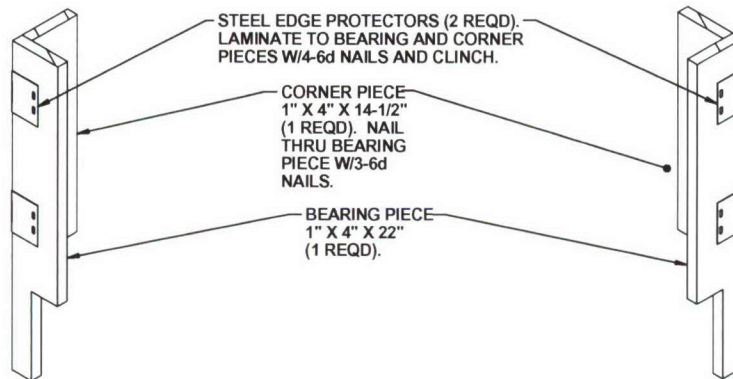 STEEL EDGE PROTECTORS (2 REQD).
LAMINATE TO BEARING AND CORNER
PIECES W/4-6d NAILS AND CLINCH.
CORNER PIECE
1" X 4" X 14-1/2"
(1 REQD). NAIL
THRU BEARING
PIECE W/3-6d
NAILS.
BEARING PIECE
1" X 4" X 22"
(1 REQD).